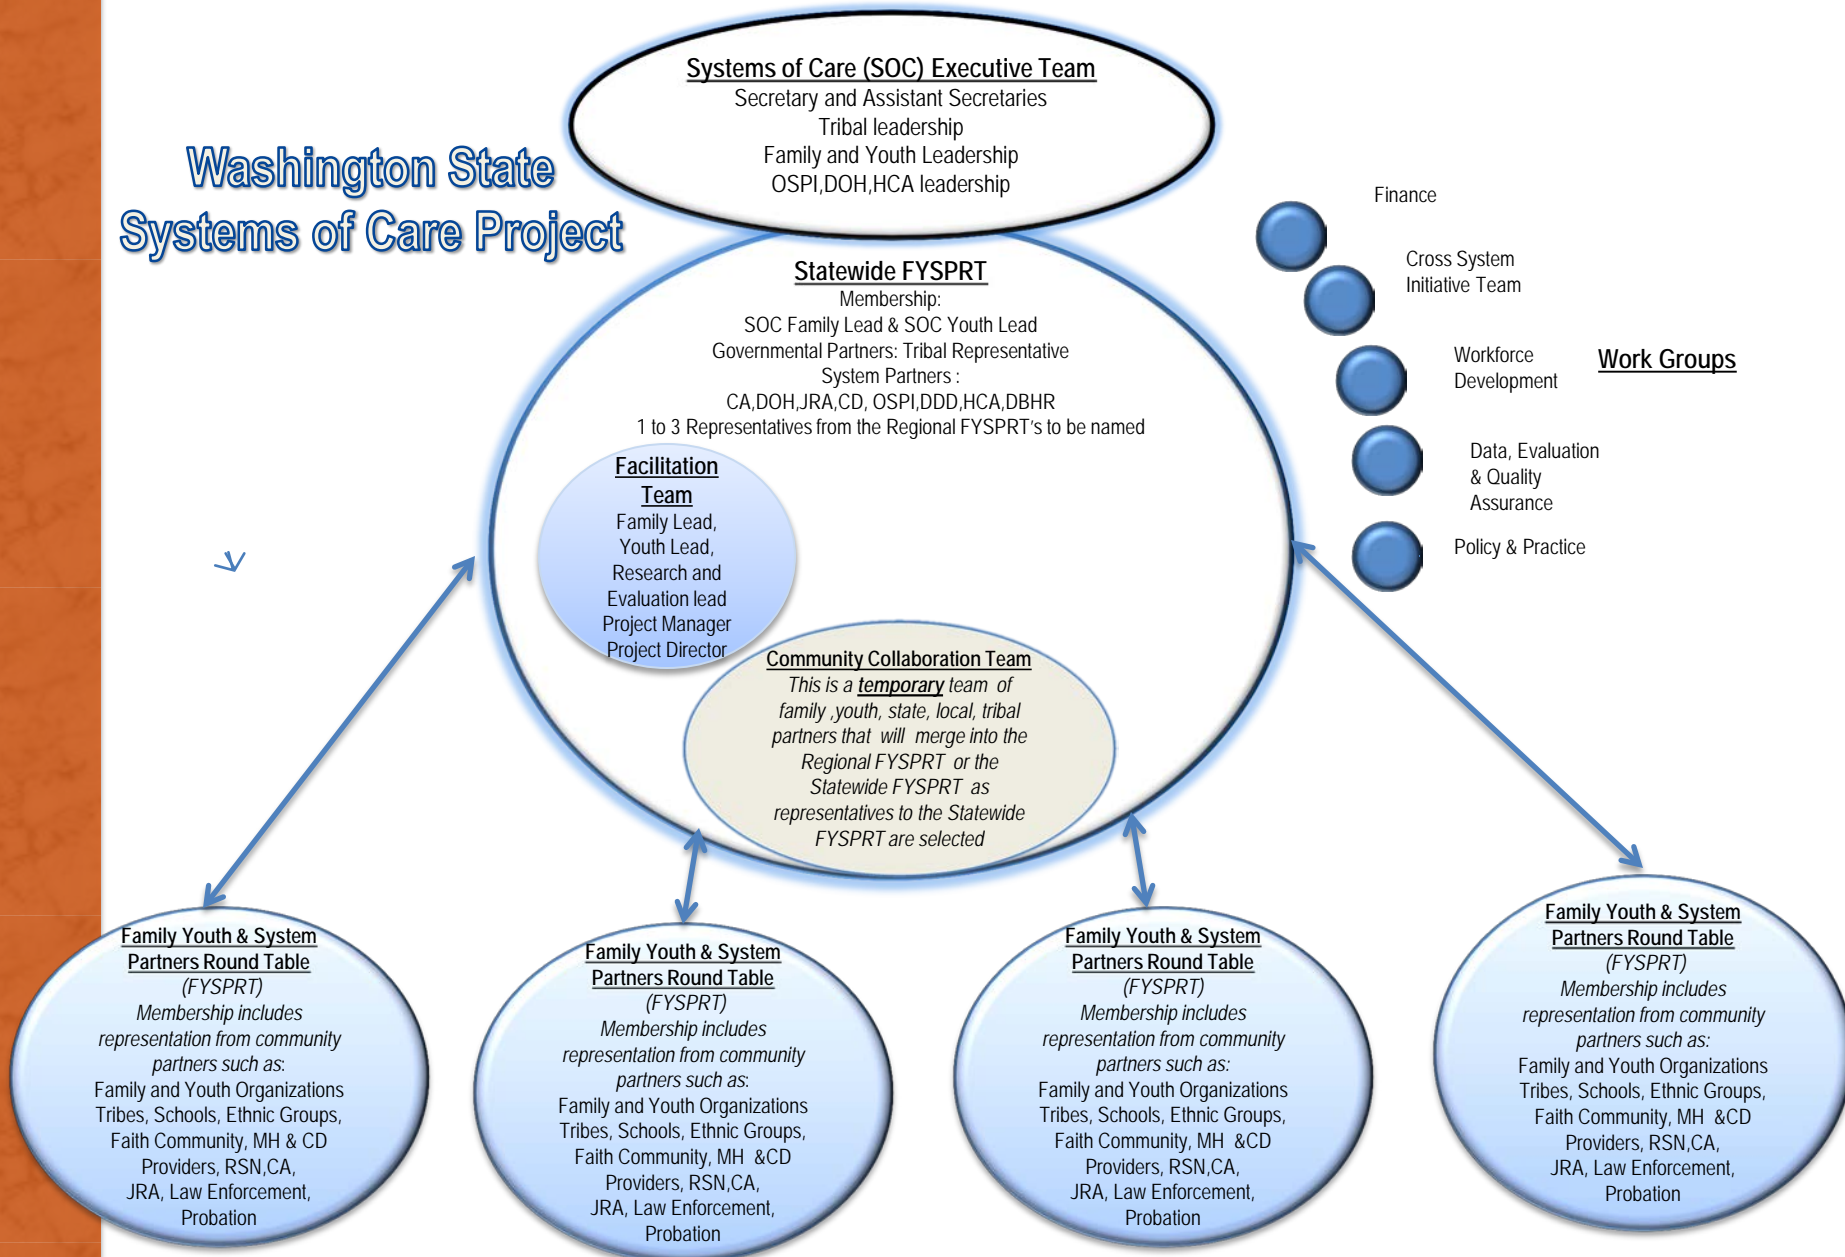 Washington State
Systems of Care Project
Systems of Care (SOC) Executive Team
Secretary and Assistant Secretaries
Tribal leadership
Family and Youth Leadership
OSPI,DOH,HCA leadership
Statewide FYSPRT
Membership:
SOC Family Lead & SOC Youth Lead
Governmental Partners: Tribal Representative
System Partners :
CA,DOH,JRA,CD, OSPI,DDD,HCA,DBHR
1 to 3 Representatives from the Regional FYSPRT's to be named
Facilitation
Team
Family Lead,
Youth Lead,
Research and
Evaluation lead
Project Manager
Project Director
Community Collaboration Team
This is a temporary team of
family ,youth, state, local, tribal
partners that will merge into the
Regional FYSPRT or the
Statewide FYSPRT as
representatives to the Statewide
FYSPRT are selected
Finance
Cross System
Initiative Team
Workforce
Development
Work Groups
Data, Evaluation
& Quality
Assurance
Policy & Practice
Family Youth & System
Partners Round Table
(FYSPRT)
Membership includes
representation from community
partners such as:
Family and Youth Organizations
Tribes, Schools, Ethnic Groups,
Faith Community, MH & CD
Providers, RSN,CA,
JRA, Law Enforcement,
Probation
Family Youth & System
Partners Round Table
(FYSPRT)
Membership includes
representation from community
partners such as:
Family and Youth Organizations
Tribes, Schools, Ethnic Groups,
Faith Community, MH &CD
Providers, RSN,CA,
JRA, Law Enforcement,
Probation
Family Youth & System
Partners Round Table
(FYSPRT)
Membership includes
representation from community
partners such as:
Family and Youth Organizations
Tribes, Schools, Ethnic Groups,
Faith Community, MH &CD
Providers, RSN,CA,
JRA, Law Enforcement,
Probation
Family Youth & System
Partners Round Table
(FYSPRT)
Membership includes
representation from community
partners such as:
Family and Youth Organizations
Tribes, Schools, Ethnic Groups,
Faith Community, MH &CD
Providers, RSN,CA,
JRA, Law Enforcement,
Probation